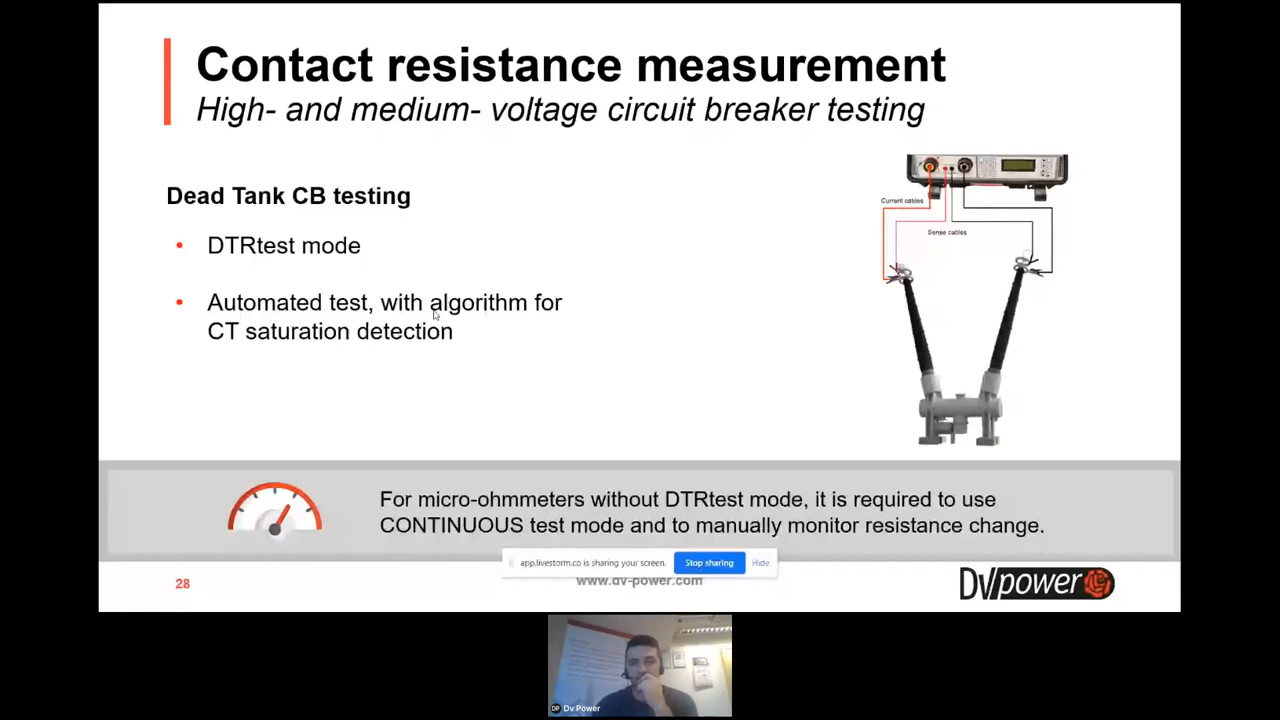 Contact resistance measurement
High- and medium- voltage circuit breaker testing
Dead Tank CB testing
• DTRtest mode
• Automated test, with algorithm for
CT saturation detection
Current cables
Sense cables
For micro-ohmmeters without DTRtest mode, it is required to use
CONTINUOUS test mode and to manually monitor resistance change.
app.livestorm.co is sharing your screen.
Stop sharing
Hide
28
www.dv-power.com
DV power
DP Dv Power